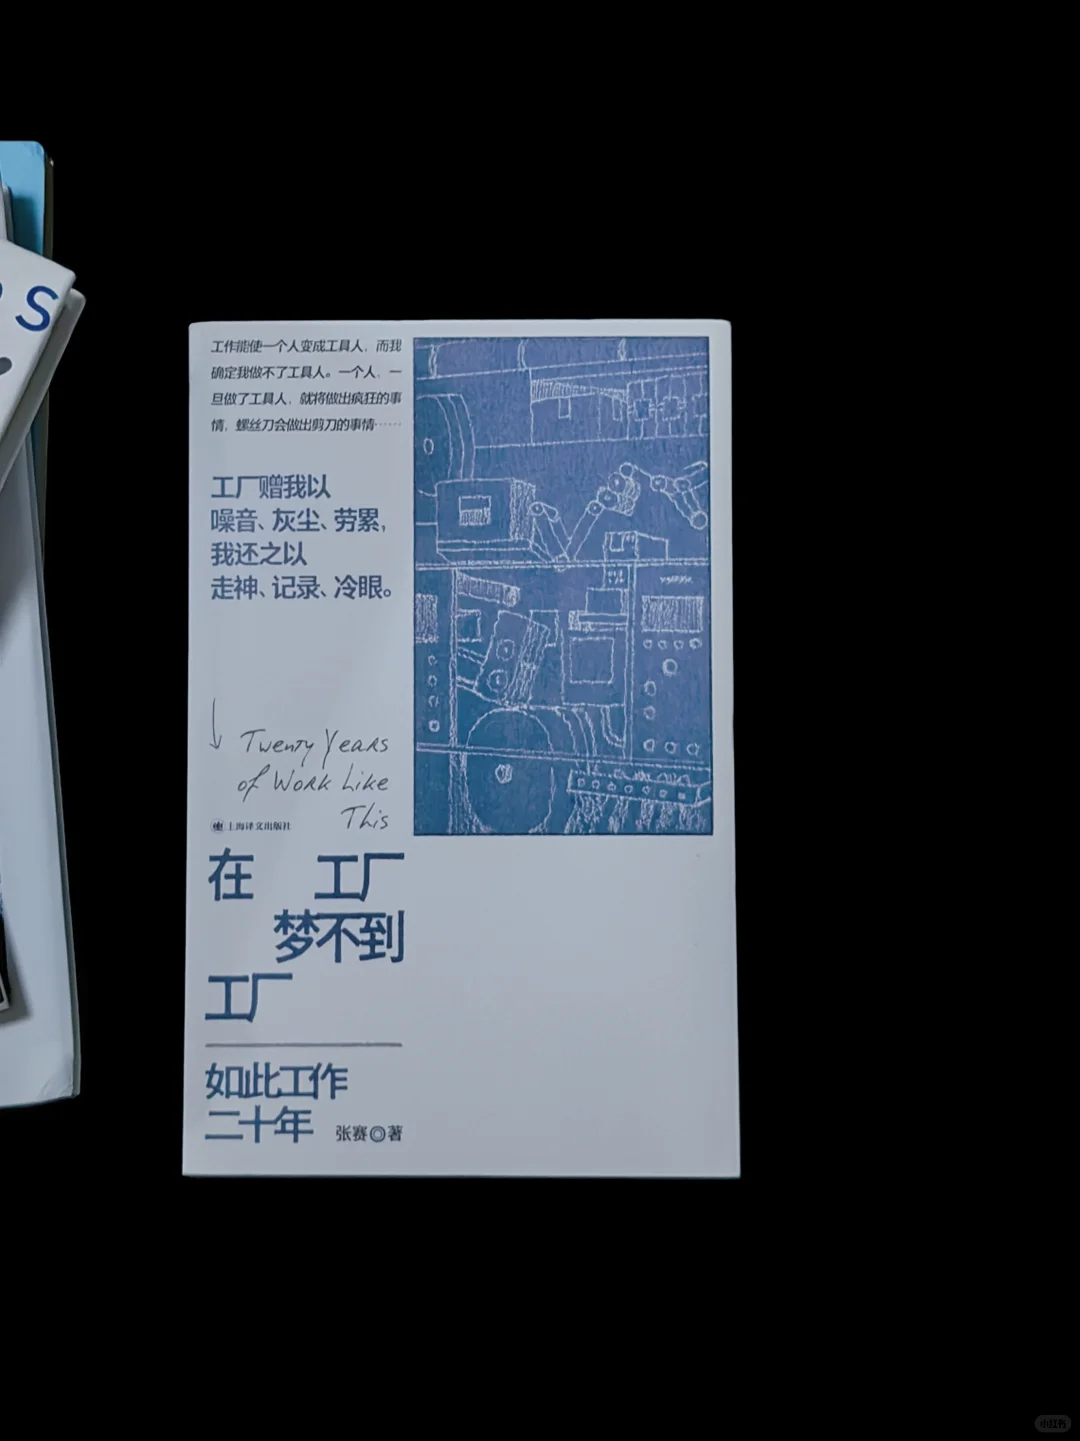 工作能使一个人变成工具人，而我
确定我做不了工具人。一个人，一
旦做了工具人，就将做出疯狂的事
情，螺丝刀会做出剪刀的事情……
工厂赠我以
噪音、灰尘、劳累，
我还之以
走神、记录、冷眼。
Twenty Years
of Work Like
This
上海译文出版社
在 工厂
梦不到
工厂
如此工作
二十年
张赛◎著
S
小红书